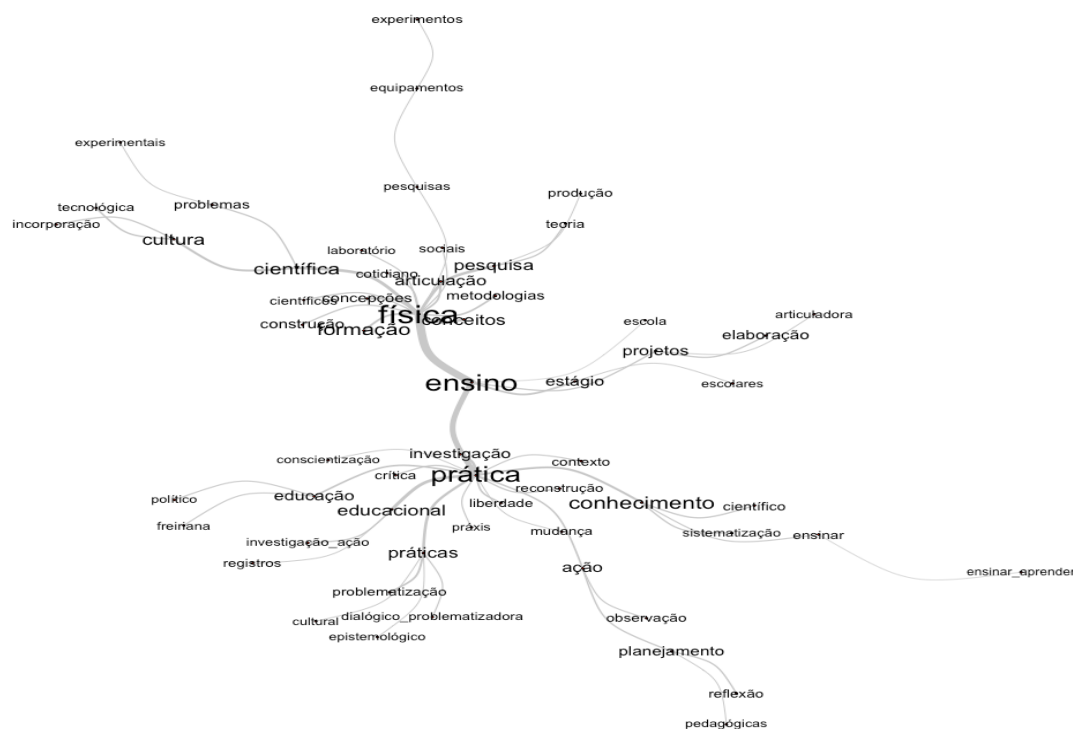 experimentos
equipamentos
experimentais
pesquisas
produção
tecnológica
problemas
incorporação
teoria
cultura
laboratório
sociais
científica
cotidiano
pesquisa
articulação
científicos
concepções
metodologias
física
conceitos
construção
formação
escola
articuladora
elaboração
projetos
ensino
estágio
escolares
investigação
conscientização
contexto
crítica
prática
reconstrução
educação
político
liberdade
conhecimento
científico
educacional
freiriana
práxis
mudança
sistematização
ensinar
investigação_ação
práticas
registros
ação
ensinar_aprender
problematização
cultural
dialógico_problematizadora
observação
epistemológico
planejamento
reflexão
pedagógicas